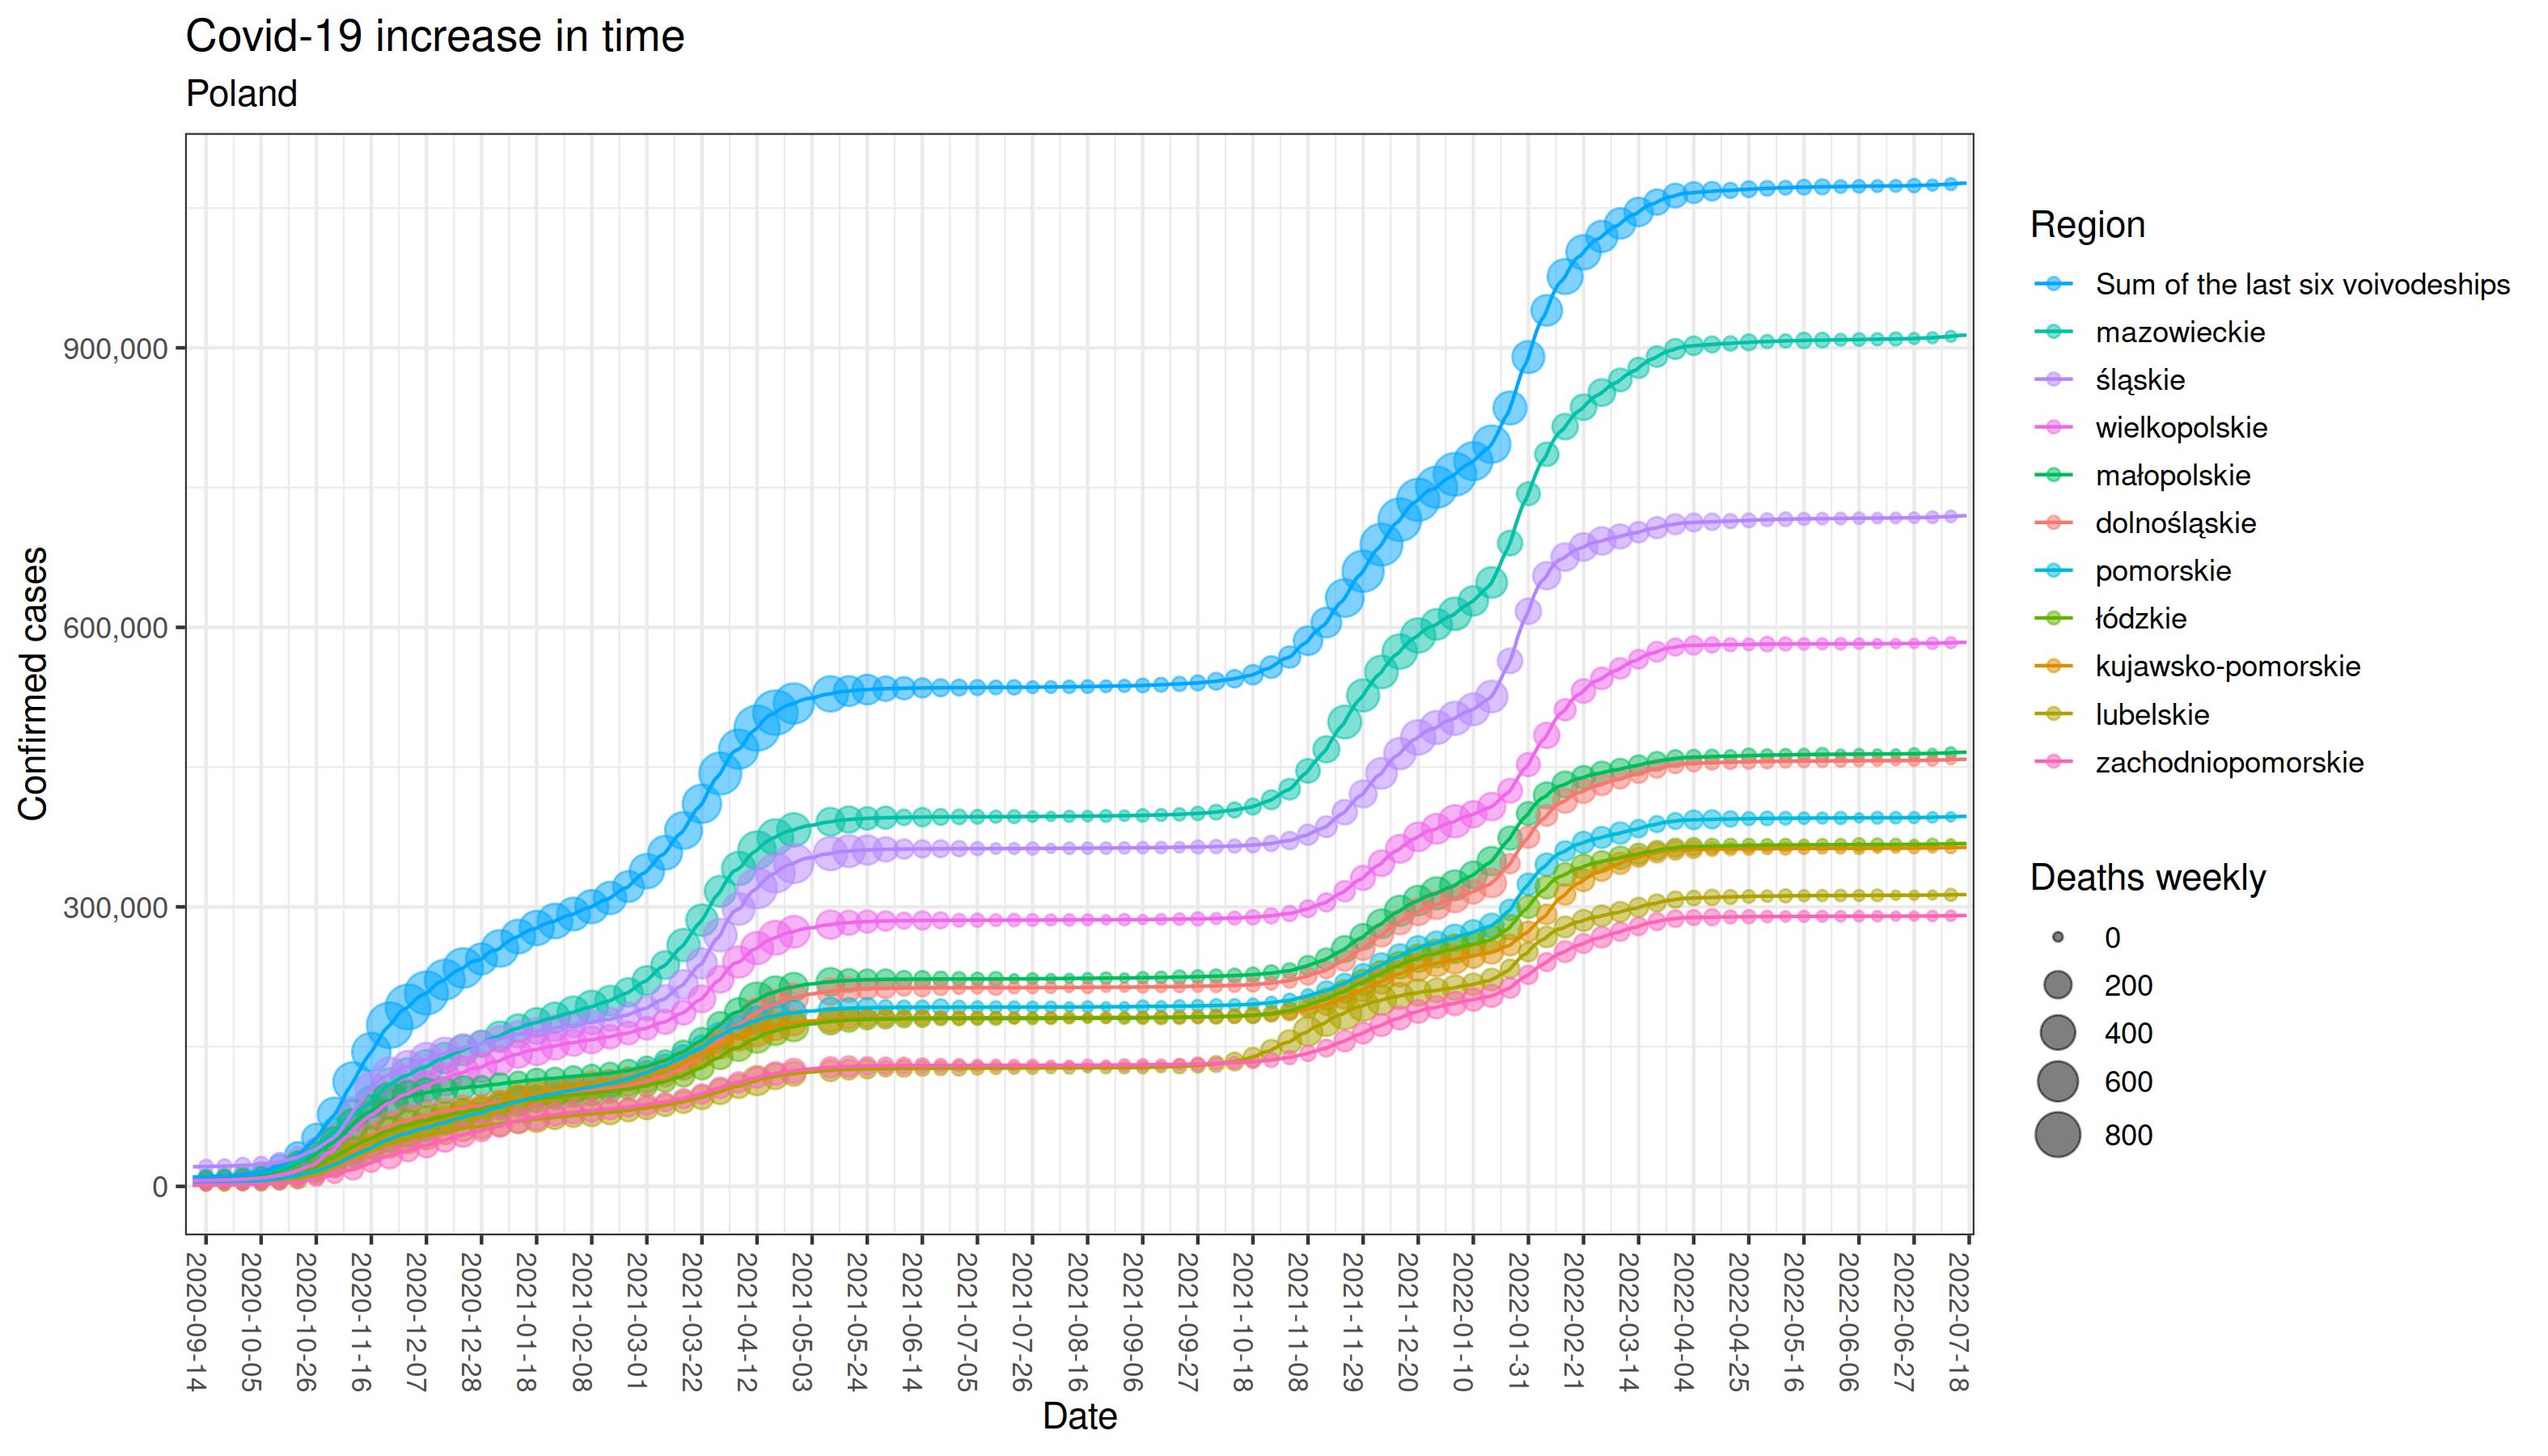 Covid-19 increase in time
Poland
Confirmed cases
900,000
600,000
300,000
0
2020-09-14
2020-10-05
2020-10-26
2020-11-16
2020-12-07
2020-12-28
2021-01-18
2021-02-08
2021-03-01
2021-03-22
2021-04-12
2021-05-03
2021-05-24
2021-06-14
2021-07-05
2021-07-26
2021-08-16
2021-09-06
2021-09-27
2021-10-18
2021-11-08
2021-11-29
2021-12-20
2022-01-10
2022-01-31
2022-02-21
2022-03-14
2022-04-04
2022-04-25
2022-05-16
2022-06-06
2022-06-27
2022-07-18
Date
Region
Sum of the last six voivodeships
mazowieckie
śląskie
wielkopolskie
małopolskie
dolnośląskie
pomorskie
łódzkie
kujawsko-pomorskie
lubelskie
zachodniopomorskie
Deaths weekly
0
200
400
600
800